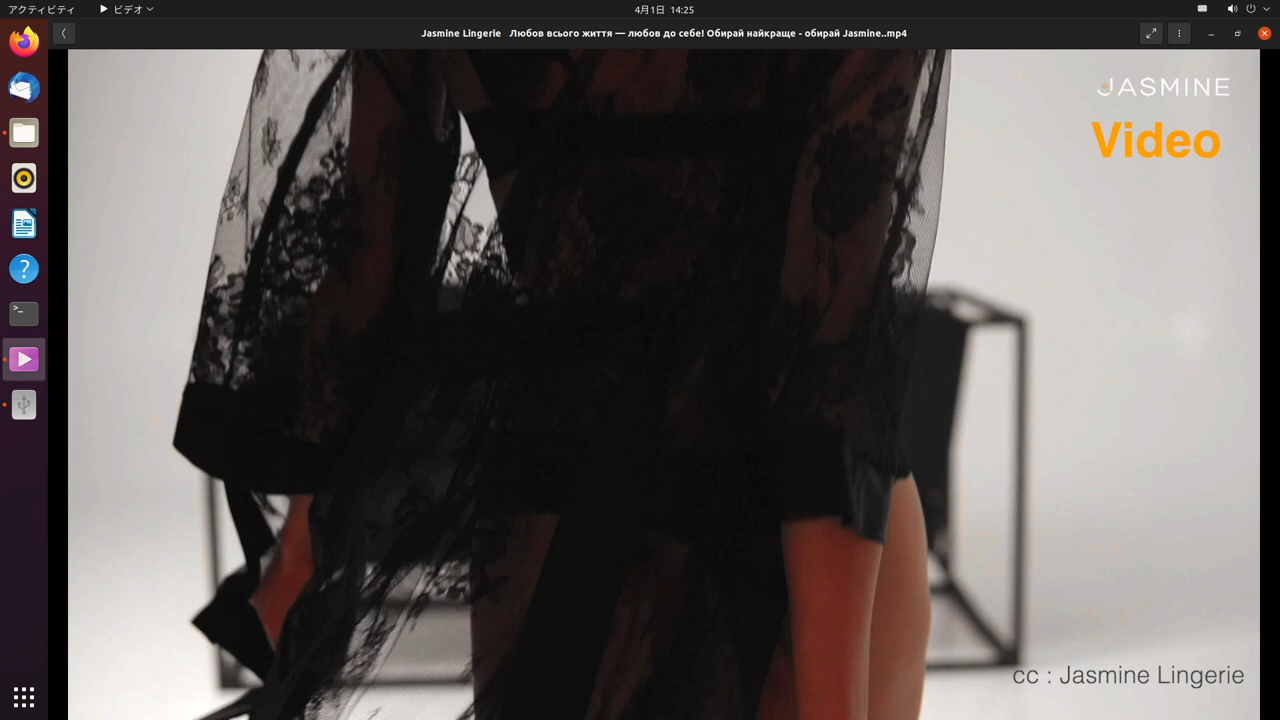 アクティビティ
ビデオ
4月1日 14:25
Jasmine Lingerie Любов всього життя — любов до себе! Обирай найкраще - обирай Jasmine..mp4
JASMINE
Video
cc : Jasmine Lingerie